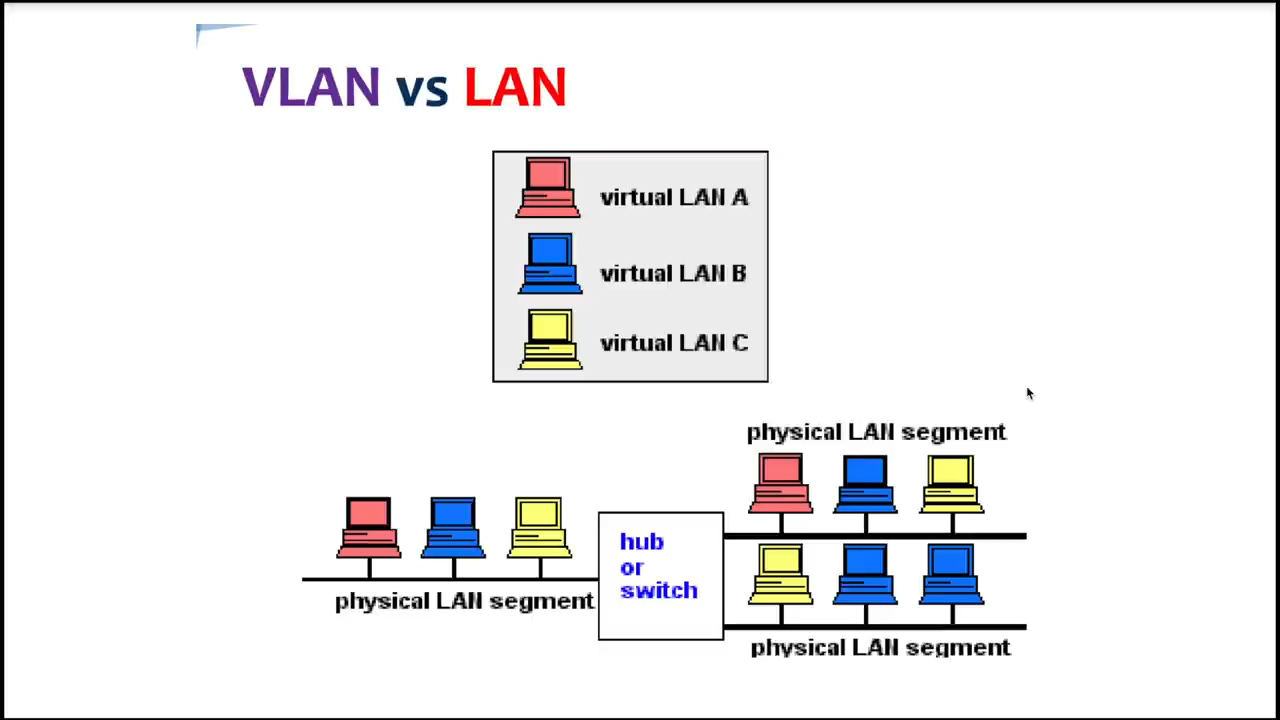 VLAN vs LAN
virtual LAN A
virtual LAN B
virtual LAN C
physical LAN segment
hub
or
switch
physical LAN segment
physical LAN segment